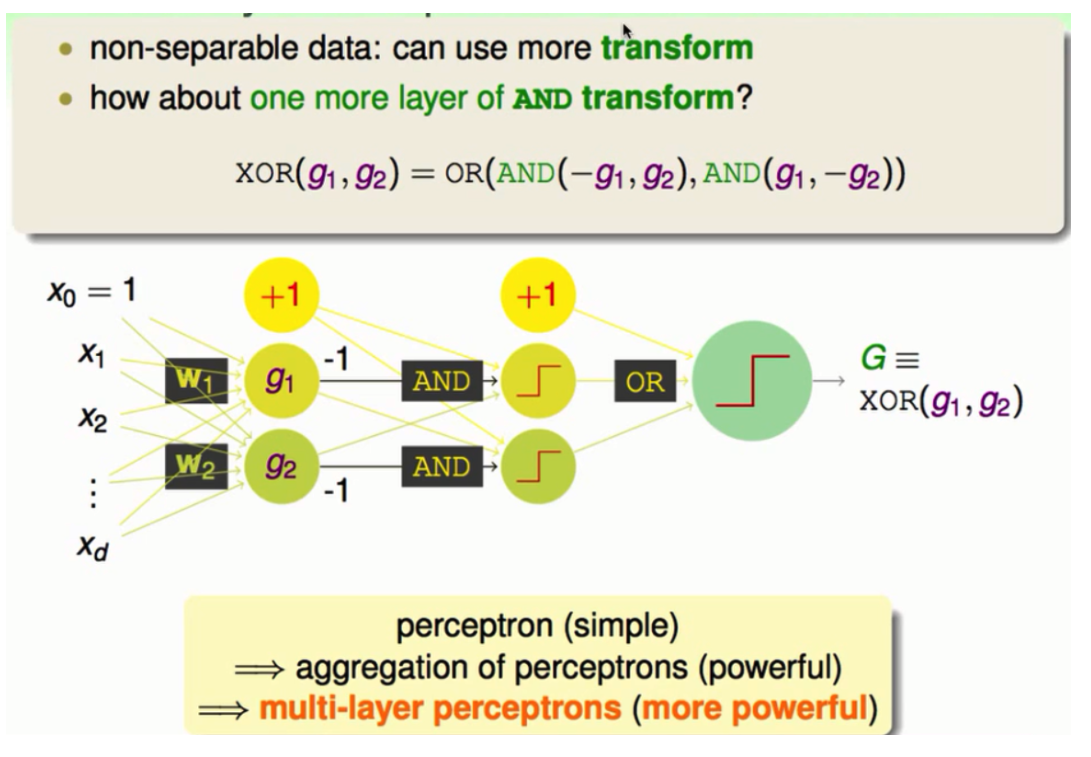 • non-separable data: can use more transform
• how about one more layer of AND transform?
XOR(g₁, g₂) = OR(AND(−g₁, g₂), AND(g₁, −g₂))
x₀ = 1
+1
+1
x₁
w₁
g₁
-1
AND
OR
G ≡
XOR(g₁, g₂)
x₂
w₂
g₂
-1
AND
⋮
x_d
perceptron (simple)
⟹ aggregation of perceptrons (powerful)
⟹ multi-layer perceptrons (more powerful)